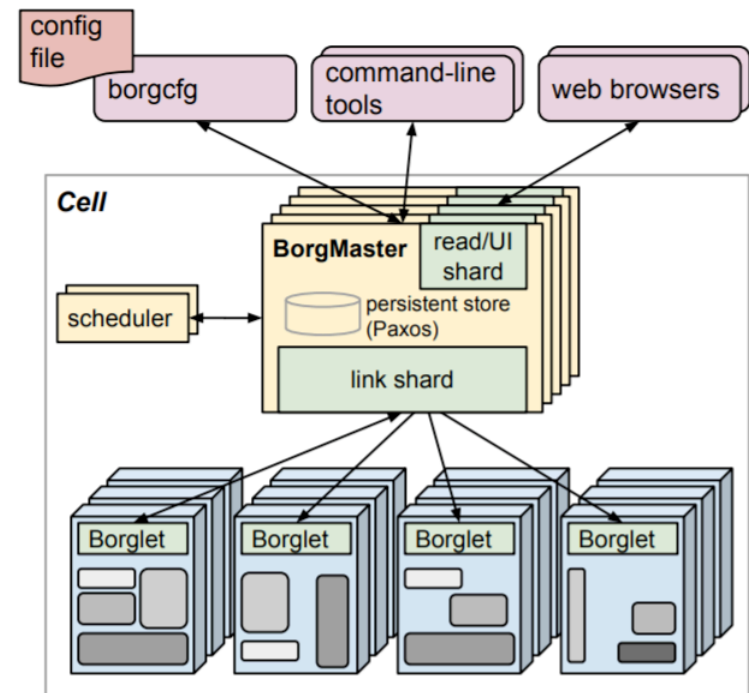 config
file
borgcfg
command-line
tools
web browsers
Cell
BorgMaster
read/UI
shard
scheduler
persistent store
(Paxos)
link shard
Borglet
Borglet
Borglet
Borglet